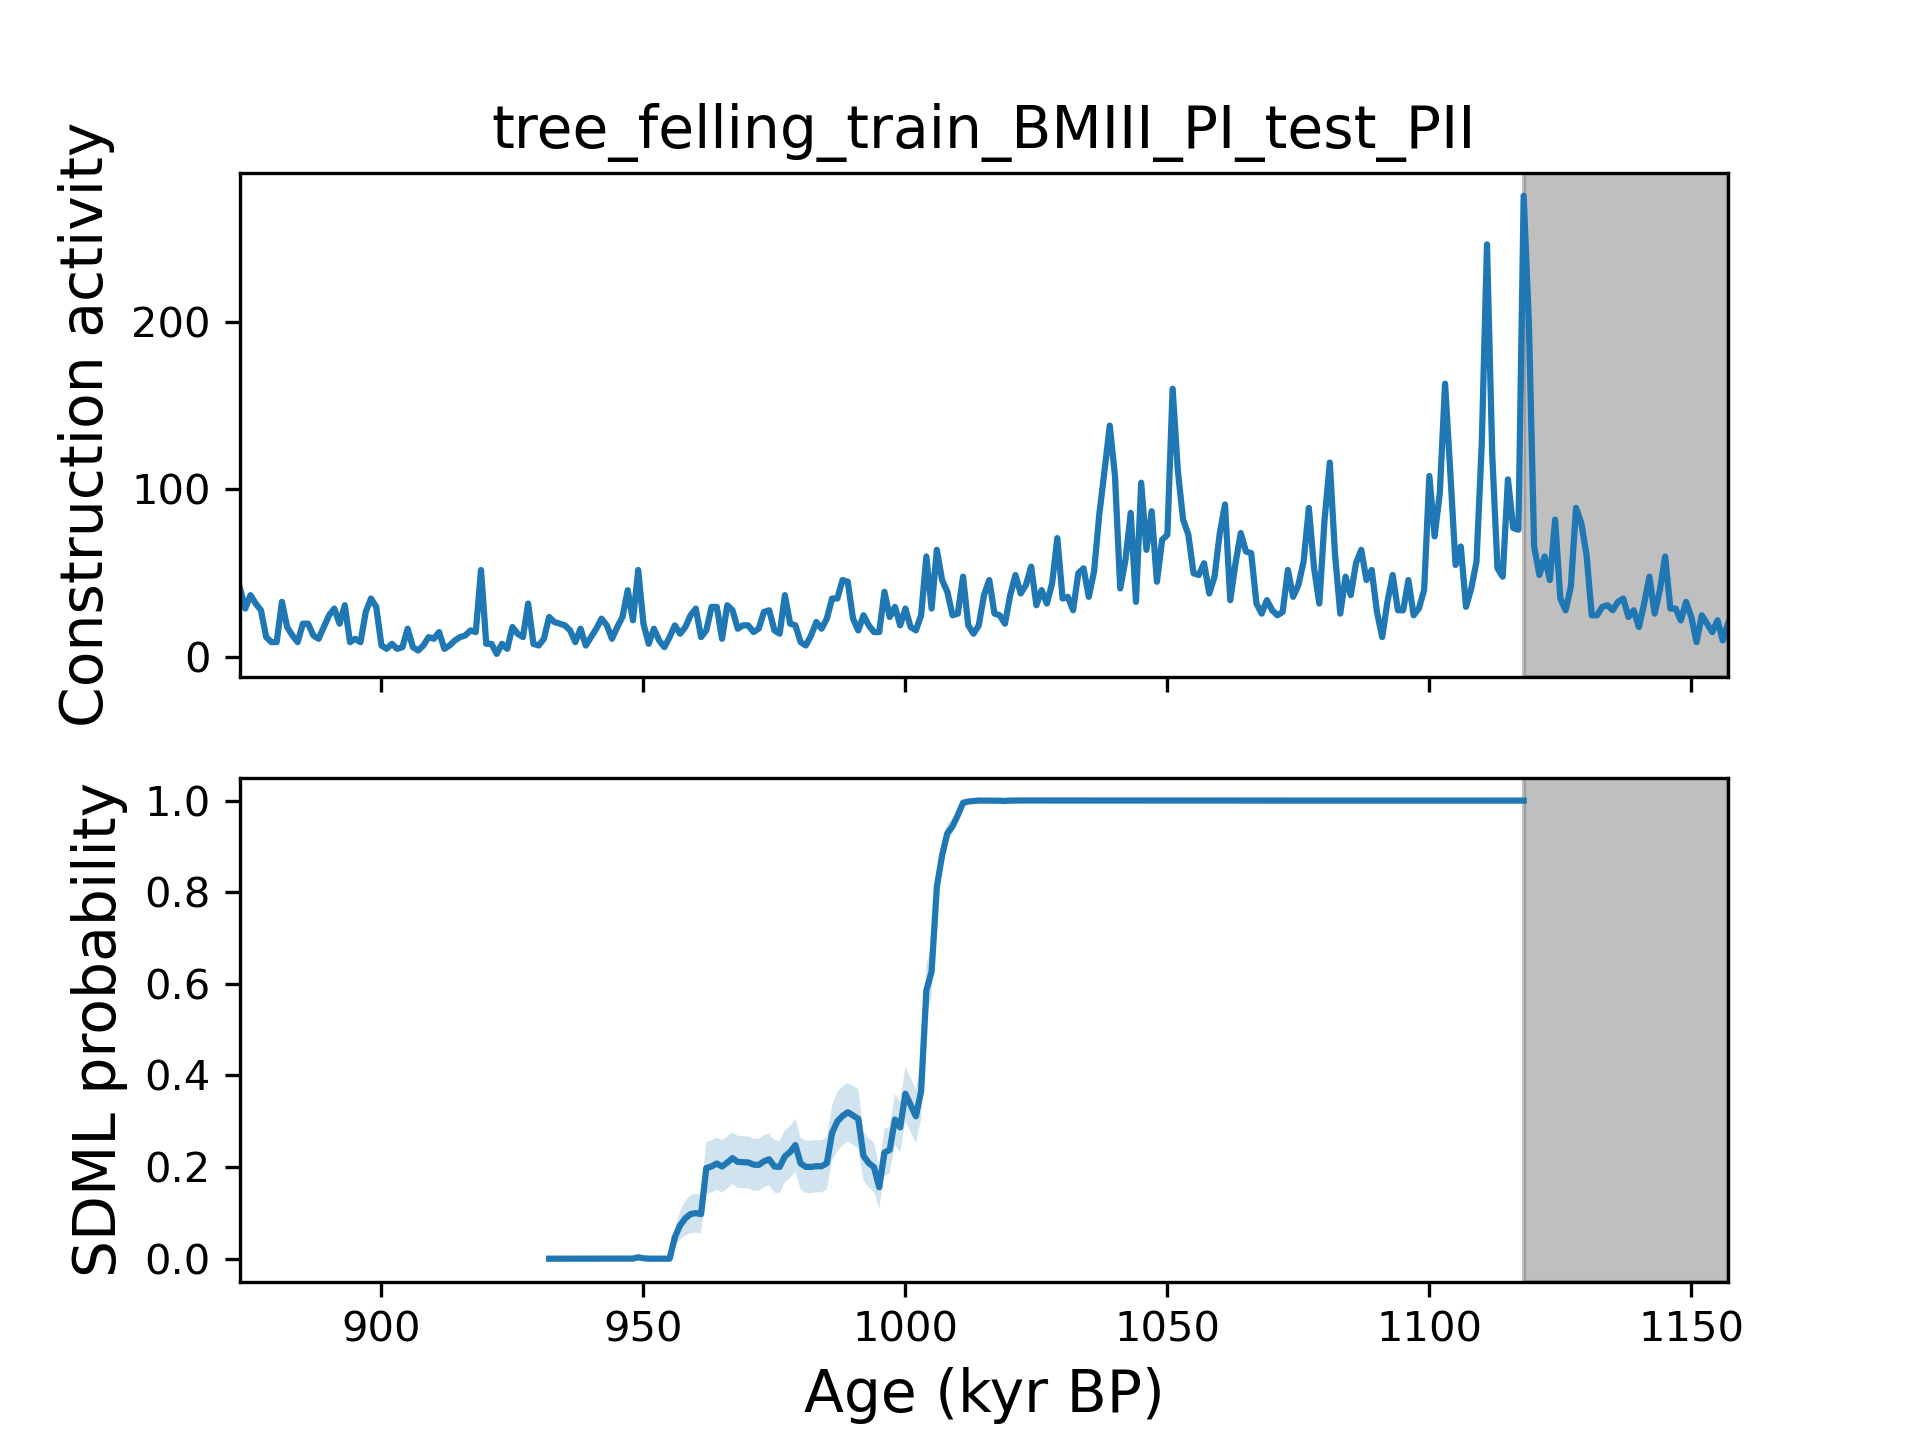 tree_felling_train_BMIII_PI_test_PII
Construction activity
200
100
0
SDML probability
1.0
0.8
0.6
0.4
0.2
0.0
900 950 1000 1050 1100 1150
Age (kyr BP)